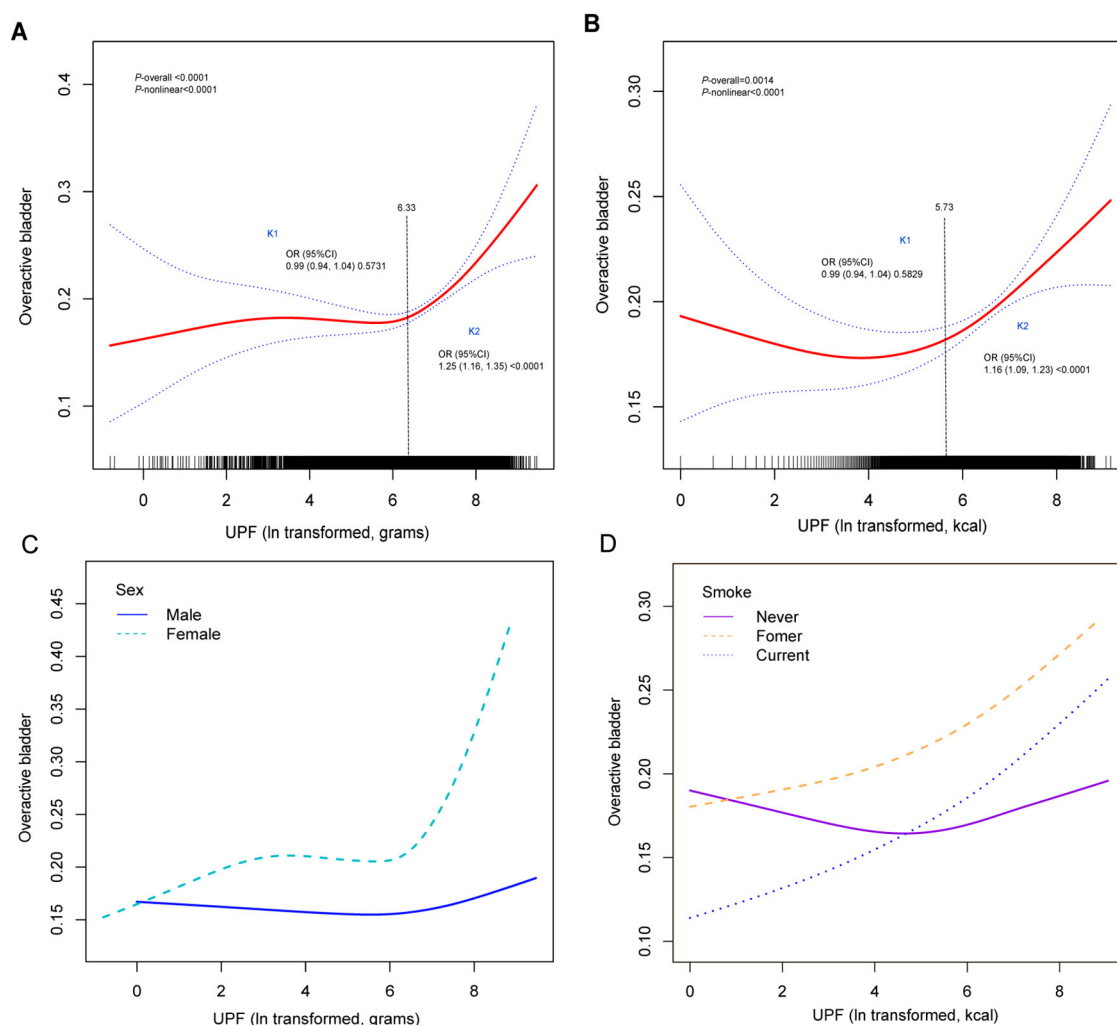 A
P-overall <0.0001
P-nonlinear<0.0001
6.33
K1
OR (95%CI)
0.99 (0.94, 1.04) 0.5731
K2
OR (95%CI)
1.25 (1.16, 1.35) <0.0001
Overactive bladder
0.4
0.3
0.2
0.1
0 2 4 6 8
UPF (ln transformed, grams)
B
P-overall=0.0014
P-nonlinear<0.0001
5.73
K1
OR (95%CI)
0.99 (0.94, 1.04) 0.5829
K2
OR (95%CI)
1.16 (1.09, 1.23) <0.0001
Overactive bladder
0.30
0.25
0.20
0.15
0 2 4 6 8
UPF (ln transformed, kcal)
C
Sex
Male
Female
Overactive bladder
0.45
0.40
0.35
0.30
0.25
0.20
0.15
0 2 4 6 8
UPF (ln transformed, grams)
D
Smoke
Never
Fomer
Current
Overactive bladder
0.30
0.25
0.20
0.15
0.10
0 2 4 6 8
UPF (ln transformed, kcal)